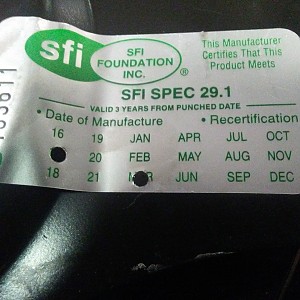 sfi
SFI
FOUNDATION
INC.
®
This Manufacturer
Certifies That This
Product Meets
SFI SPEC 29.1
VALID 3 YEARS FROM PUNCHED DATE
• Date of Manufacture • Recertification
16 19 JAN APR JUL OCT
20 FEB MAY AUG NOV
18 21 JUN SEP DEC